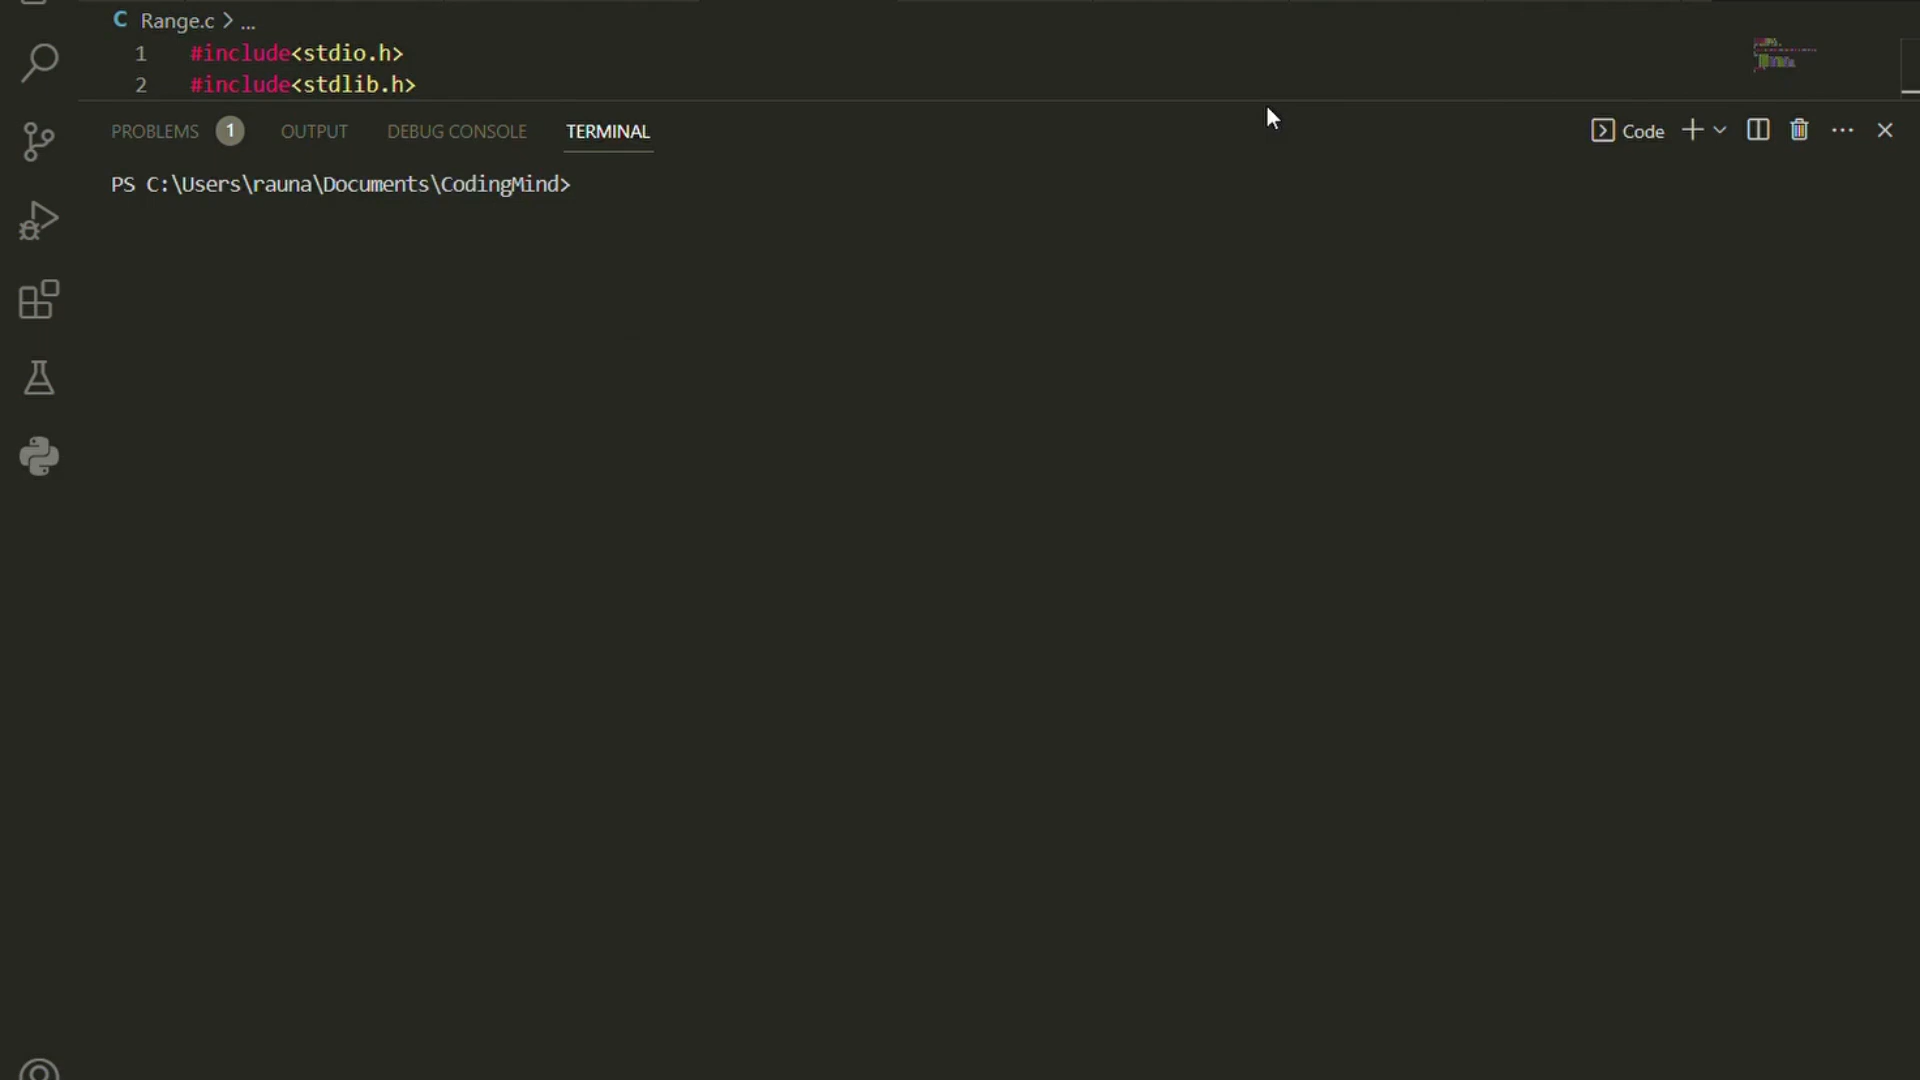 C Range.c > ...
1 #include<stdio.h>
2 #include<stdlib.h>
PROBLEMS 1 OUTPUT DEBUG CONSOLE TERMINAL Code
PS C:\Users\rauna\Documents\CodingMind>